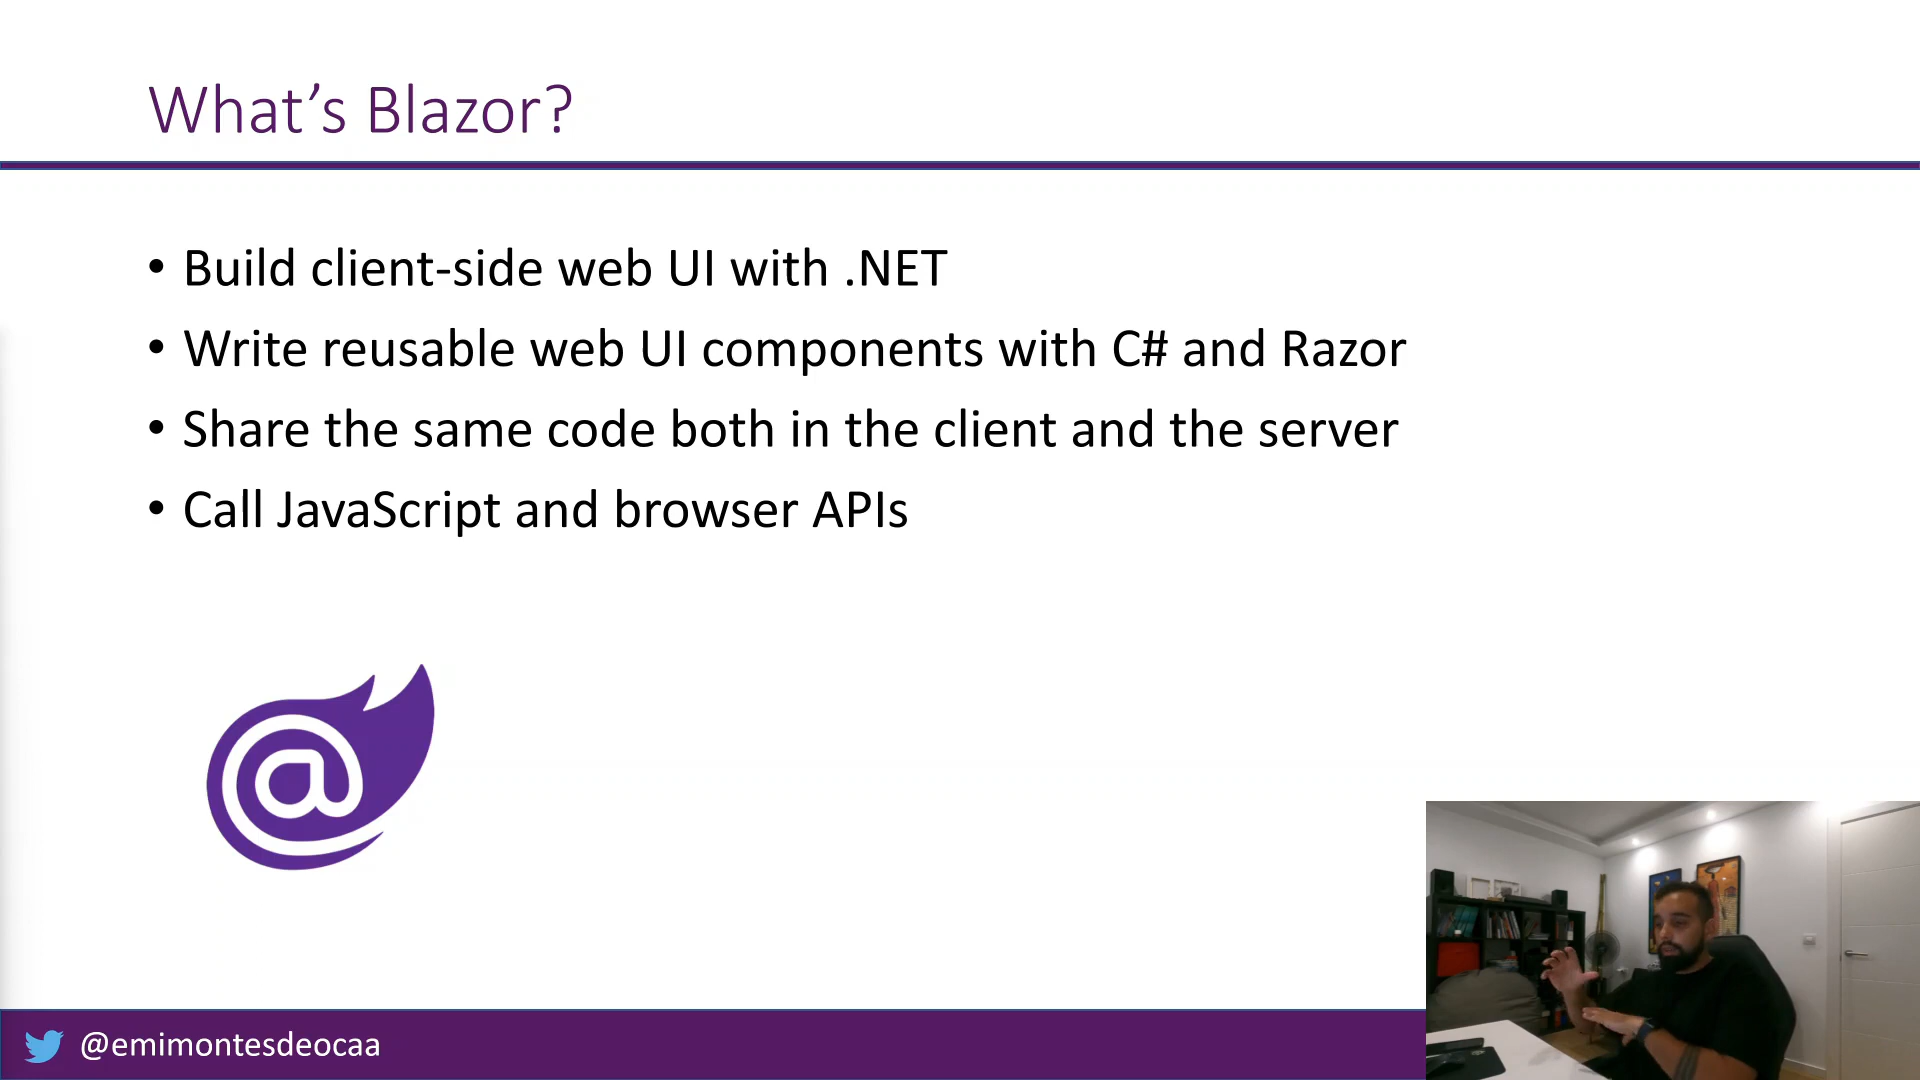 What’s Blazor?
• Build client-side web UI with .NET
• Write reusable web UI components with C# and Razor
• Share the same code both in the client and the server
• Call JavaScript and browser APIs
@emimontesdeocaa